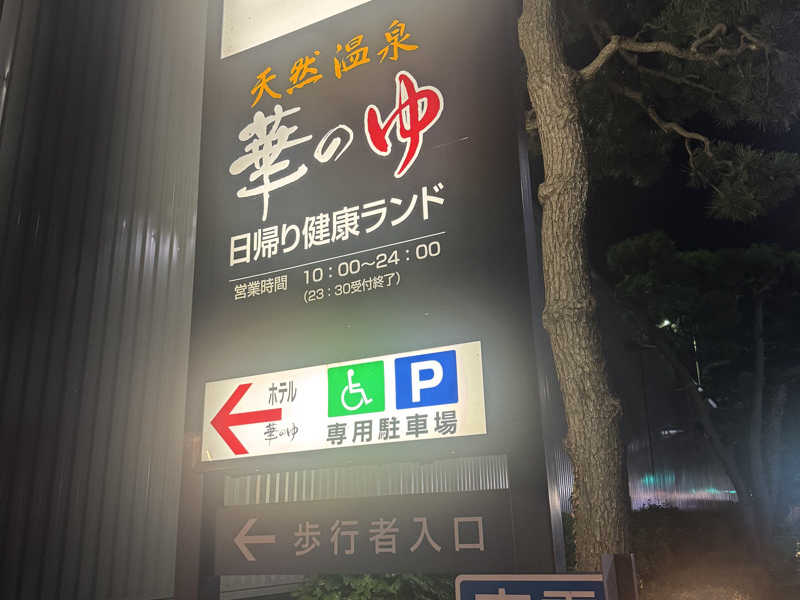 天然温泉
華のゆ
日帰り健康ランド
営業時間 10：00〜24：00
（23：30受付終了）
ホテル
華のゆ
P
専用駐車場
歩行者入口